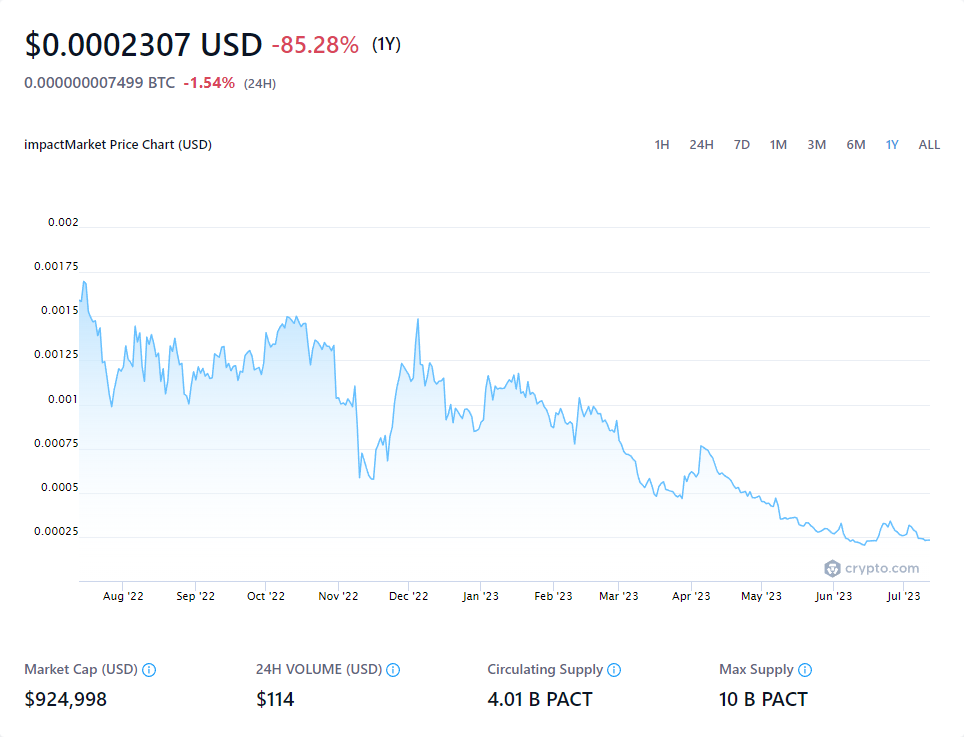 $0.0002307 USD -85.28% (1Y)
0.000000007499 BTC -1.54% (24H)
impactMarket Price Chart (USD)
1H 24H 7D 1M 3M 6M 1Y ALL
0.002
0.00175
0.0015
0.00125
0.001
0.00075
0.0005
0.00025
crypto.com
Aug '22 Sep '22 Oct '22 Nov '22 Dec '22 Jan '23 Feb '23 Mar '23 Apr '23 May '23 Jun '23 Jul '23
Market Cap (USD) 24H VOLUME (USD) Circulating Supply Max Supply
$924,998 $114 4.01 B PACT 10 B PACT